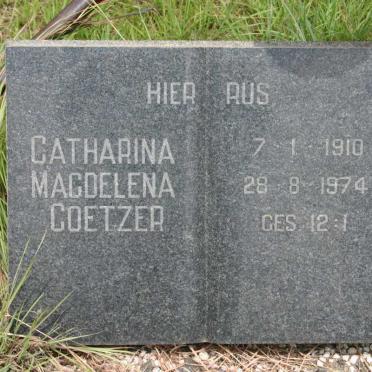 HIER RUS
CATHARINA
MAGDELENA
COETZER
7 · 1 · 1910
28 · 8 · 1974
GES. 12:1